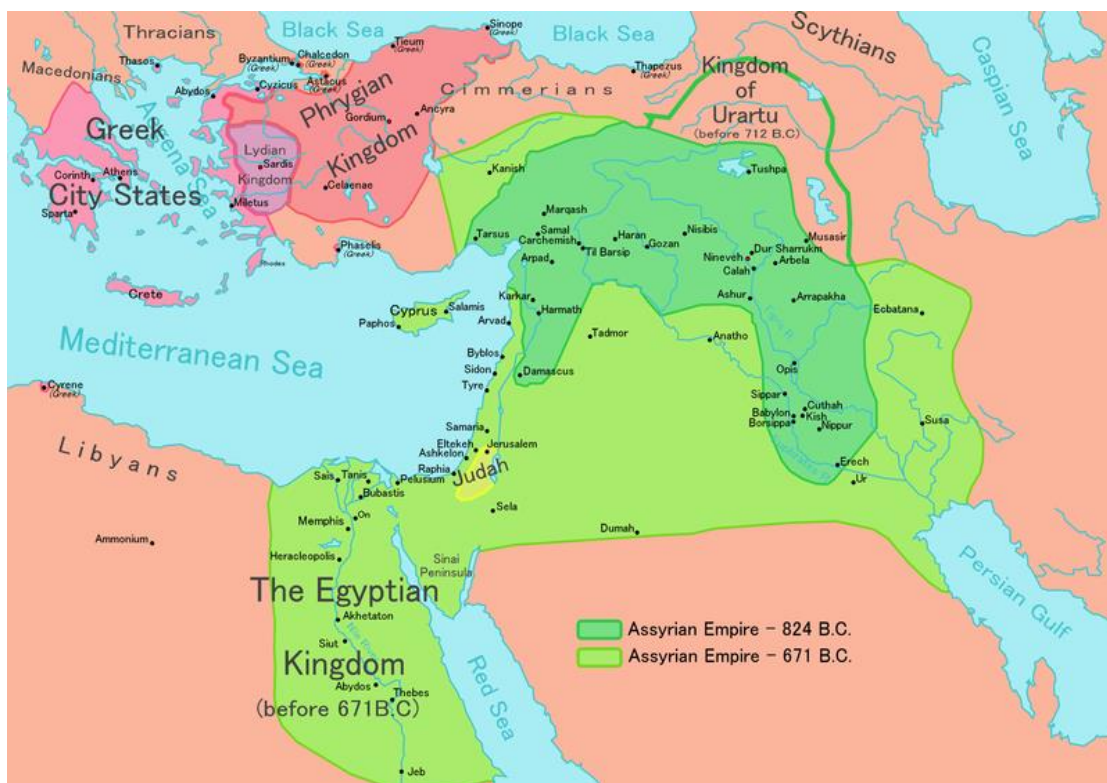 Black Sea
Sinope
(Greek)
Black Sea
Scythians
Caspian Sea
Thracians
Tieum
(Greek)
Byzantium
Chalcedon
(Greek)
Thasos
Macedonians
Astacus
(Greek)
Cyzicus
Abydos
Thapezus
(Greek)
Kingdom
of
Urartu
(before 712 B.C)
Cimmerians
Phrygian
Kingdom
Gordium
Ancyra
Greek
City States
Lydian
Kingdom
Sardis
Celaenae
Corinth
Athens
Sparta
Miletus
Kanish
Tushpa
Marqash
Samal
Carchemish
Til Barsip
Haran
Gozan
Nisibis
Musasir
Dur Sharrukm
Nineveh
Arbela
Calah
Tarsus
Phaselis
(Greek)
Rhodes
Arpad
Crete
Cyprus
Salamis
Paphos
Karkar
Harmath
Arvad
Ashur
Arrapakha
Ecbatana
Tadmor
Anatho
Mediterranean Sea
Byblos
Sidon
Damascus
Tyre
Opis
Sippar
Cuthah
Babylon
Kish
Borsippa
Nippur
Susa
Cyrene
(Greek)
Samaria
Eltekeh
Jerusalem
Ashkelon
Raphia
Judah
Erech
Ur
Libyans
Sais
Tanis
Pelusium
Bubastis
On
Memphis
Sela
Dumah
Ammonium
Heracleopolis
Sinai
Peninsula
Persian Gulf
The Egyptian
Kingdom
(before 671B.C)
Akhetaton
Siut
Abydos
Thebes
Jeb
Red Sea
Assyrian Empire - 824 B.C.
Assyrian Empire - 671 B.C.